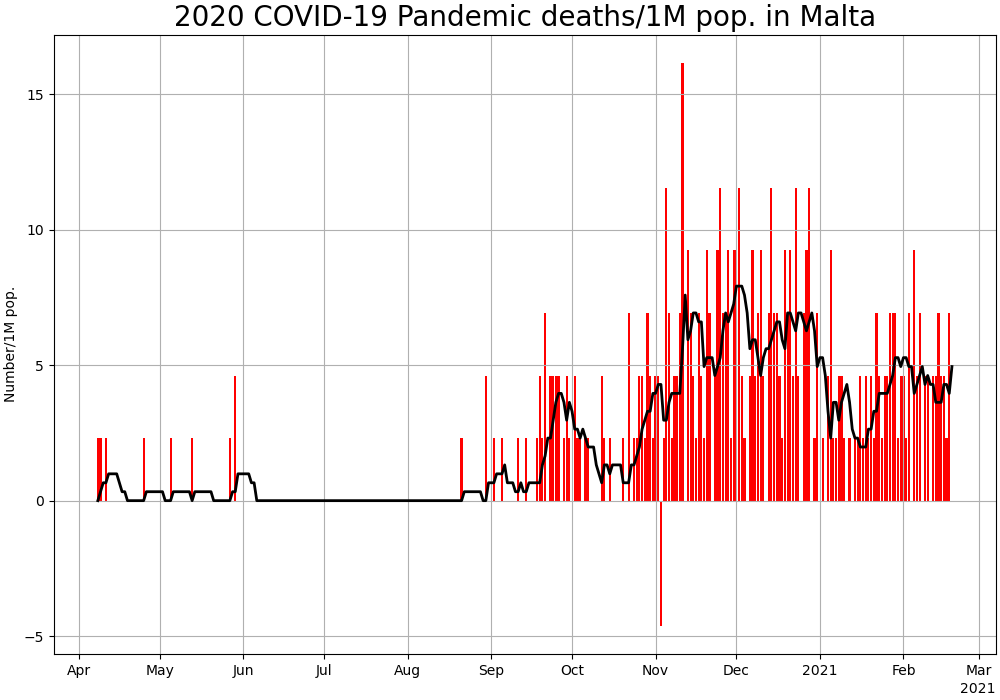 2020 COVID-19 Pandemic deaths/1M pop. in Malta
Number/1M pop.
15
10
5
0
−5
Apr May Jun Jul Aug Sep Oct Nov Dec 2021 Feb Mar
2021